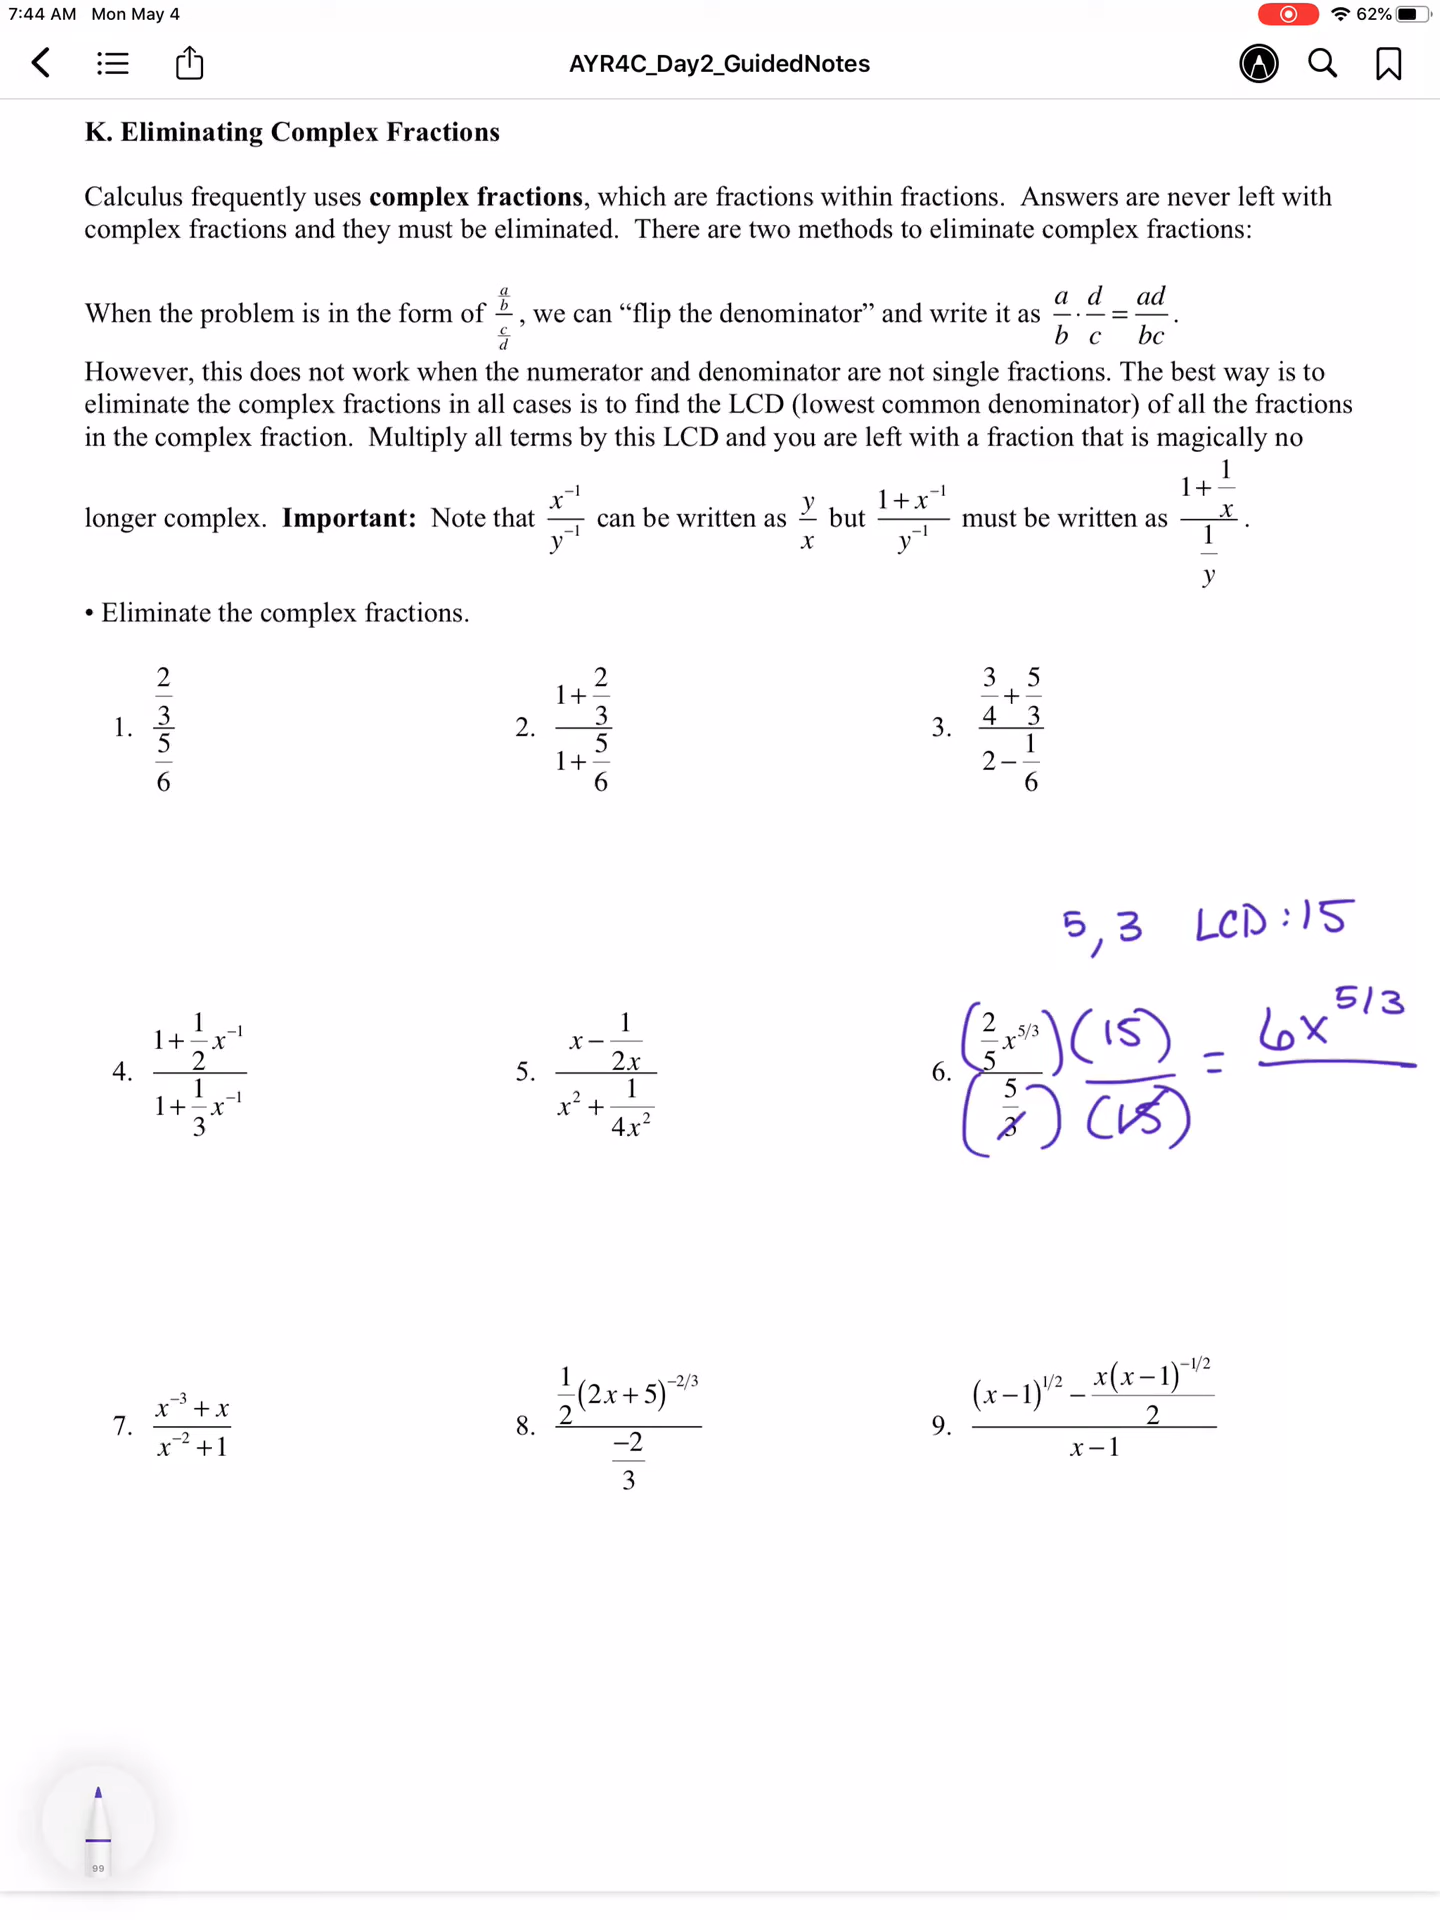 7:44 AM Mon May 4 62%
AYR4C_Day2_GuidedNotes
K. Eliminating Complex Fractions
Calculus frequently uses complex fractions, which are fractions within fractions. Answers are never left with
complex fractions and they must be eliminated. There are two methods to eliminate complex fractions:
When the problem is in the form of (a/b)/(c/d), we can “flip the denominator” and write it as a/b · d/c = ad/bc.
However, this does not work when the numerator and denominator are not single fractions. The best way is to
eliminate the complex fractions in all cases is to find the LCD (lowest common denominator) of all the fractions
in the complex fraction. Multiply all terms by this LCD and you are left with a fraction that is magically no
longer complex. Important: Note that x⁻¹/y⁻¹ can be written as y/x but (1+x⁻¹)/y⁻¹ must be written as (1+1/x)/(1/y).
• Eliminate the complex fractions.
1. (2/3)/(5/6)
2. (1+2/3)/(1+5/6)
3. (3/4+5/3)/(2−1/6)
5, 3 LCD: 15
4. (1+1/2 x⁻¹)/(1+1/3 x⁻¹)
5. (x−1/2x)/(x²+1/4x²)
6. (2/5 x^5/3)(15)/(5/3)(15) = 6x^5/3
7. (x⁻³+x)/(x⁻²+1)
8. (1/2 (2x+5)^−2/3)/(−2/3)
9. ((x−1)^1/2 − x(x−1)^−1/2 / 2)/(x−1)
99